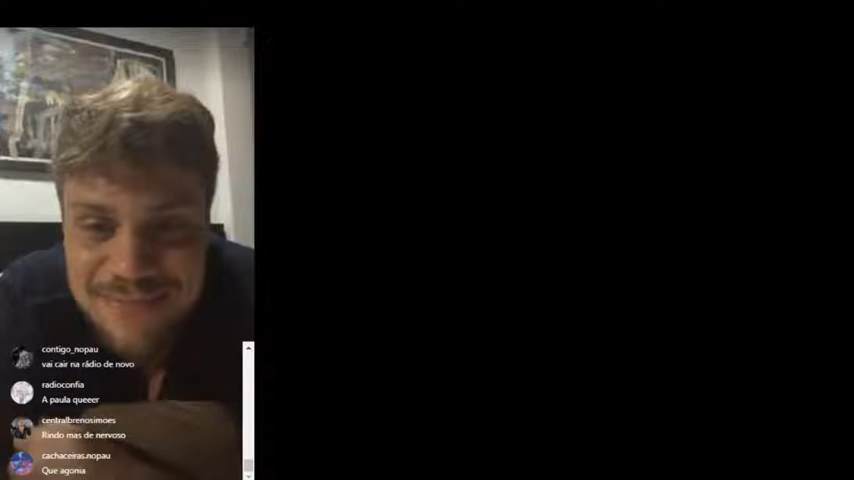 contigo_nopau
vai cair na rádio de novo
radioconfia
A paula queeer
centralbrenosimoes
Rindo mas de nervoso
cachaceiras.nopau
Que agonia